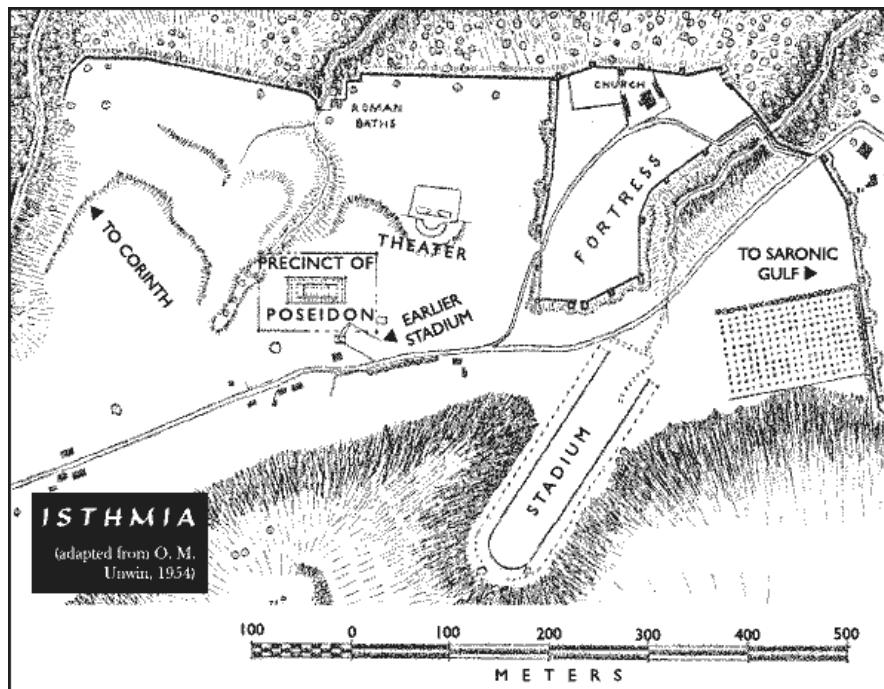 CHURCH
ROMAN
BATHS
FORTRESS
THEATER
TO CORINTH
PRECINCT OF
POSEIDON
EARLIER
STADIUM
TO SARONIC
GULF
STADIUM
ISTHMIA
(adapted from O. M.
Unwin, 1954)
100 0 100 200 300 400 500
METERS